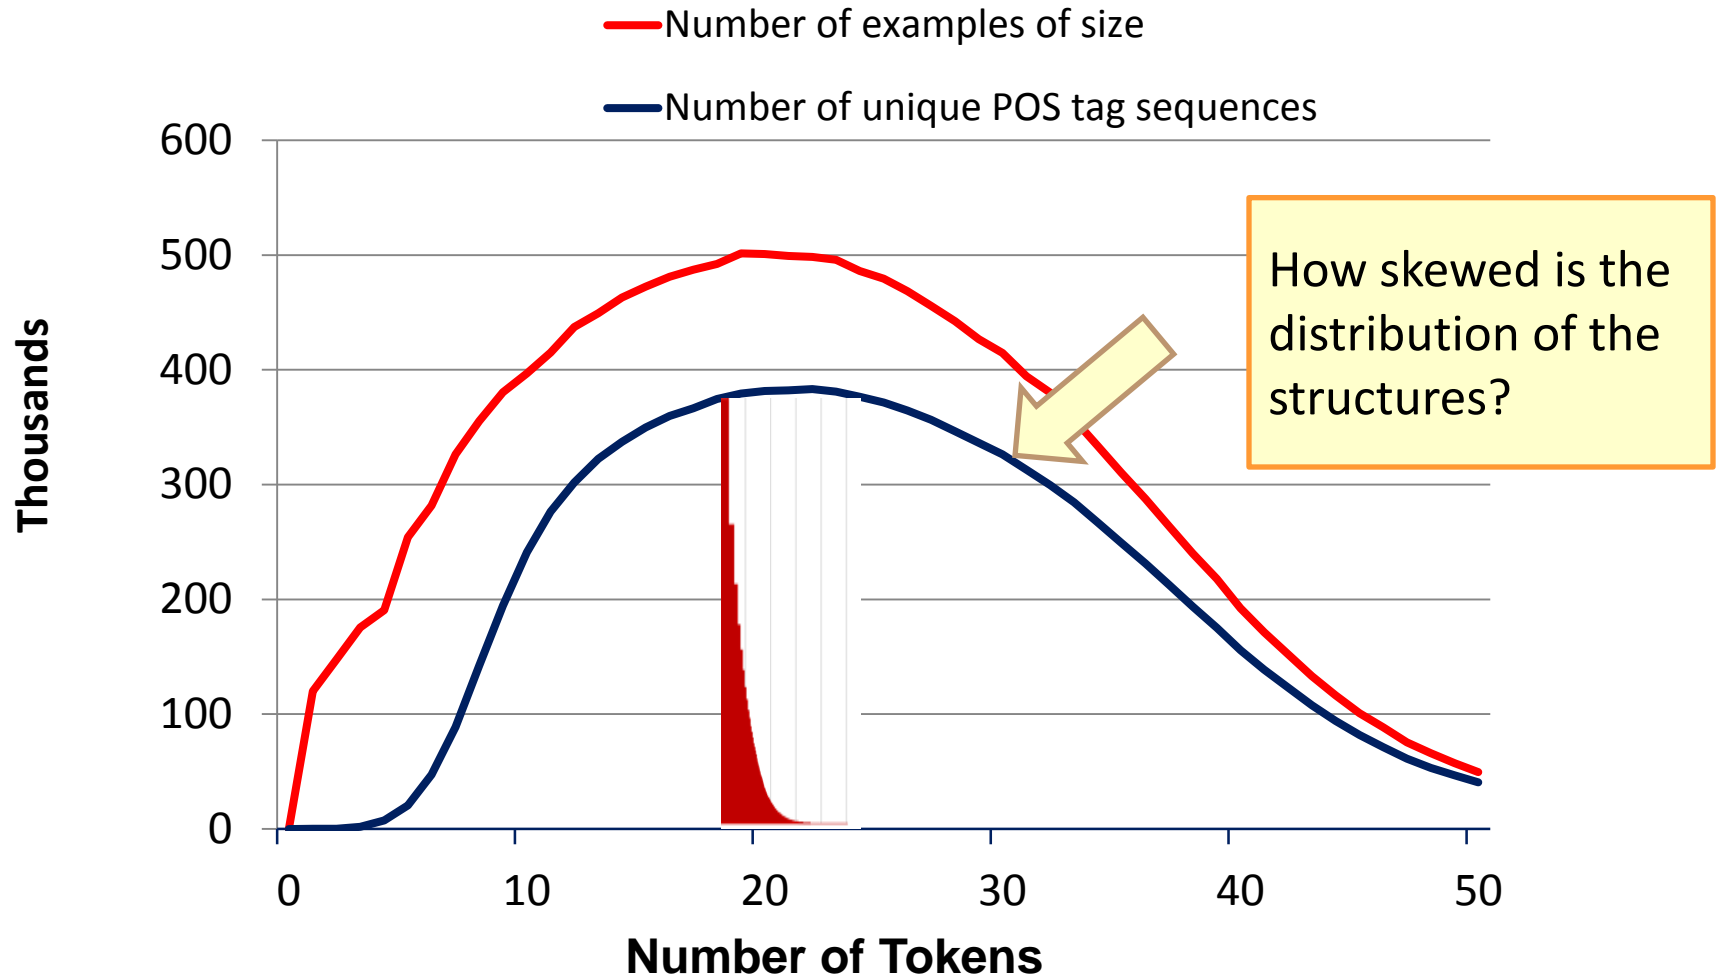 Number of examples of size
Number of unique POS tag sequences
600
500
400
300
200
100
0
Thousands
How skewed is the
distribution of the
structures?
0 10 20 30 40 50
Number of Tokens